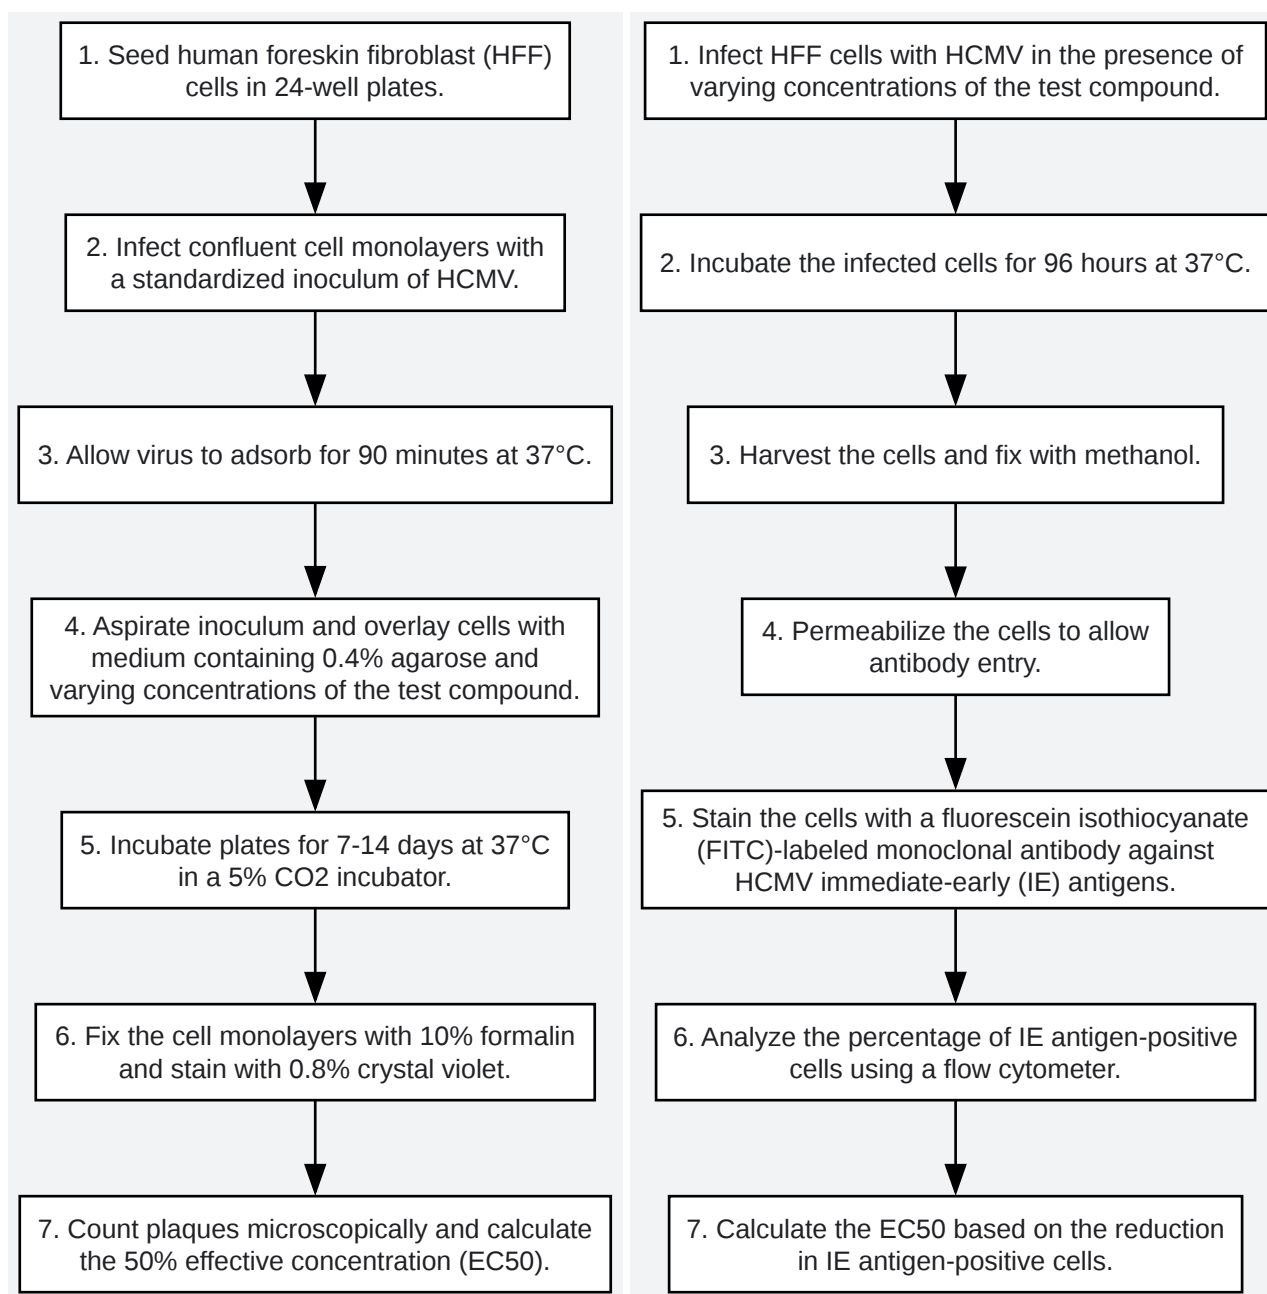 1. Seed human foreskin fibroblast (HFF)
cells in 24-well plates.
2. Infect confluent cell monolayers with
a standardized inoculum of HCMV.
3. Allow virus to adsorb for 90 minutes at 37°C.
4. Aspirate inoculum and overlay cells with
medium containing 0.4% agarose and
varying concentrations of the test compound.
5. Incubate plates for 7-14 days at 37°C
in a 5% CO2 incubator.
6. Fix the cell monolayers with 10% formalin
and stain with 0.8% crystal violet.
7. Count plaques microscopically and calculate
the 50% effective concentration (EC50).
1. Infect HFF cells with HCMV in the presence of
varying concentrations of the test compound.
2. Incubate the infected cells for 96 hours at 37°C.
3. Harvest the cells and fix with methanol.
4. Permeabilize the cells to allow
antibody entry.
5. Stain the cells with a fluorescein isothiocyanate
(FITC)-labeled monoclonal antibody against
HCMV immediate-early (IE) antigens.
6. Analyze the percentage of IE antigen-positive
cells using a flow cytometer.
7. Calculate the EC50 based on the reduction
in IE antigen-positive cells.